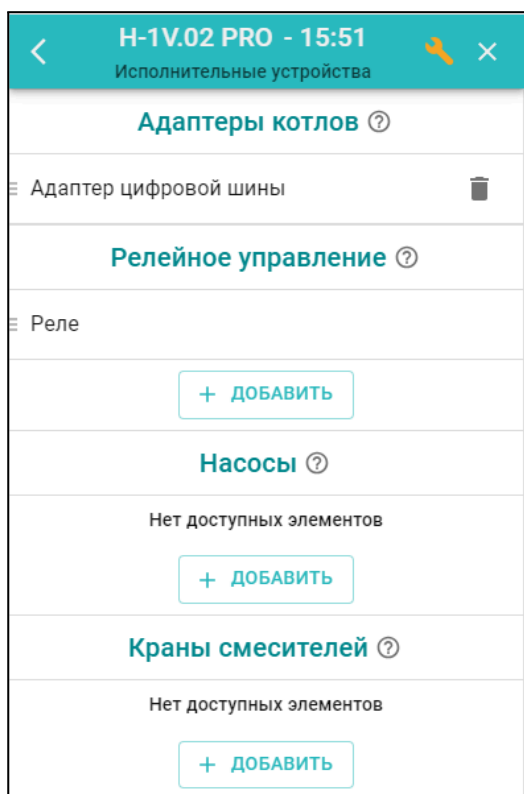 H-1V.02 PRO - 15:51
Исполнительные устройства
Адаптеры котлов
Адаптер цифровой шины
Релейное управление
Реле
+ ДОБАВИТЬ
Насосы
Нет доступных элементов
+ ДОБАВИТЬ
Краны смесителей
Нет доступных элементов
+ ДОБАВИТЬ